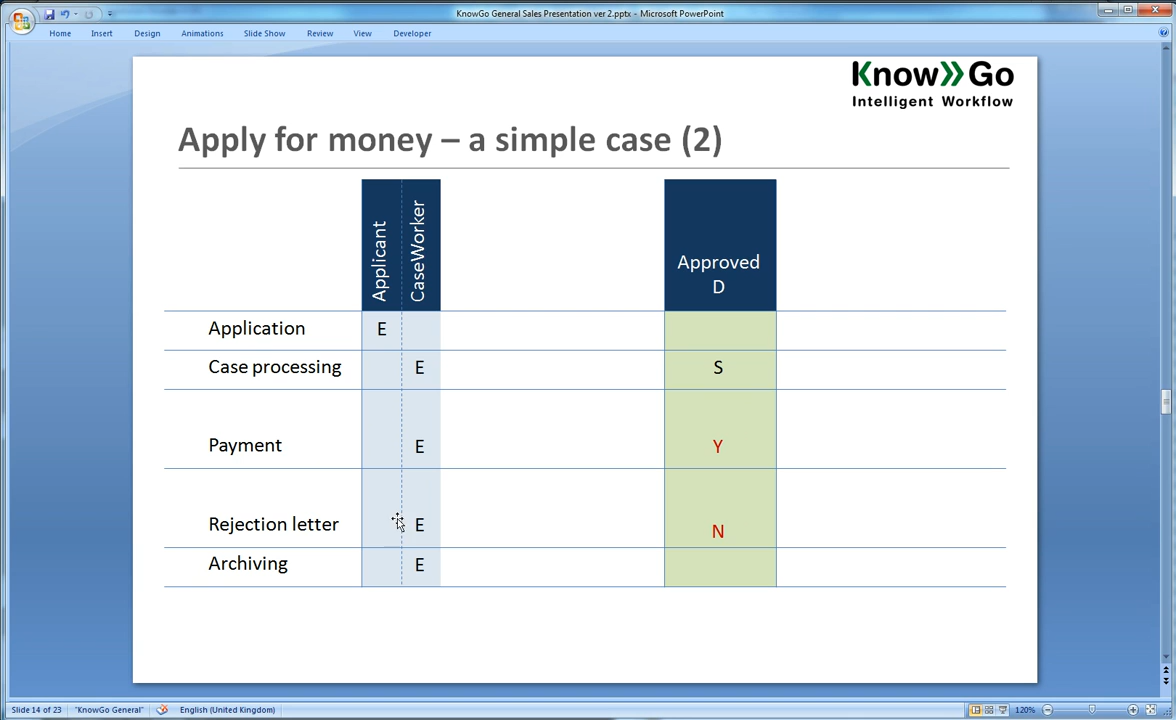 KnowGo General Sales Presentation ver 2.pptx - Microsoft PowerPoint
Home Insert Design Animations Slide Show Review View Developer
Know»Go
Intelligent Workflow
Apply for money – a simple case (2)
Applicant
CaseWorker
Approved
D
Application E
Case processing E S
Payment E Y
Rejection letter E N
Archiving E
Slide 14 of 23 "KnowGo General" English (United Kingdom) 120%